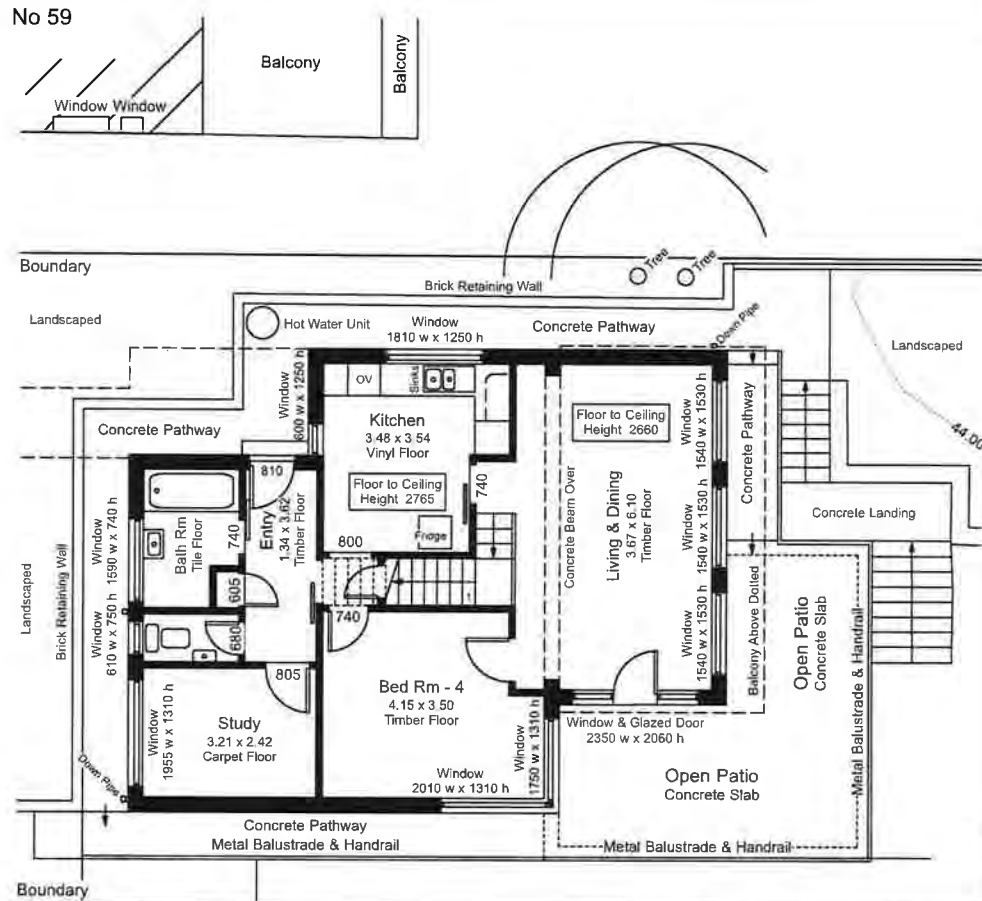 No 59
Balcony
Balcony
Window Window
Boundary
Tree
Tree
Brick Retaining Wall
Landscaped
Hot Water Unit
Window
1810 w x 1250 h
Concrete Pathway
Down Pipe
Landscaped
Window
600 w x 1250 h
OV
Sinks
Kitchen
3.48 x 3.54
Vinyl Floor
Floor to Ceiling
Height 2765
Fridge
740
Floor to Ceiling
Height 2660
Window
1540 w x 1530 h
Concrete Pathway
44.00
Concrete Pathway
810
Entry
1.34 x 3.62
Timber Floor
Bath Rm
Tile Floor
740
Window
1590 w x 740 h
Concrete Beam Over
Living & Dining
3.67 x 6.10
Timber Floor
Window
1540 w x 1530 h
Concrete Landing
800
605
680
740
Landscaped
Brick Retaining Wall
Window
610 w x 750 h
Window
1540 w x 1530 h
Balcony Above Dotted
Open Patio
Concrete Slab
Metal Balustrade & Handrail
805
Study
3.21 x 2.42
Carpet Floor
Window
1955 w x 1310 h
Bed Rm - 4
4.15 x 3.50
Timber Floor
Window
1750 w x 1310 h
Window & Glazed Door
2350 w x 2060 h
Window
2010 w x 1310 h
Down Pipe
Open Patio
Concrete Slab
Concrete Pathway
Metal Balustrade & Handrail
Metal Balustrade & Handrail
Boundary